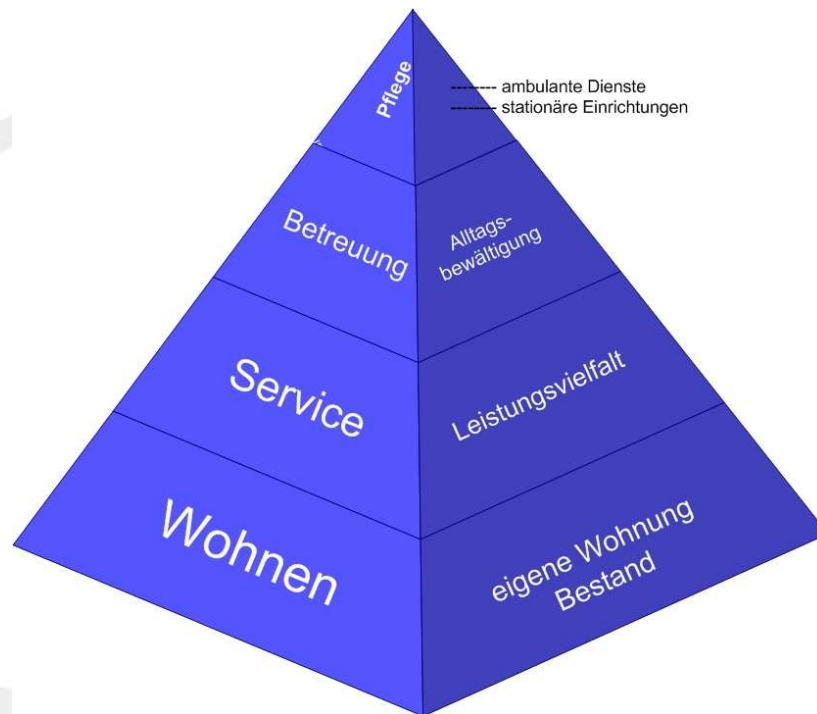 Pflege
ambulante Dienste
stationäre Einrichtungen
Betreuung
Alltags-
bewältigung
Service
Leistungsvielfalt
Wohnen
eigene Wohnung
Bestand